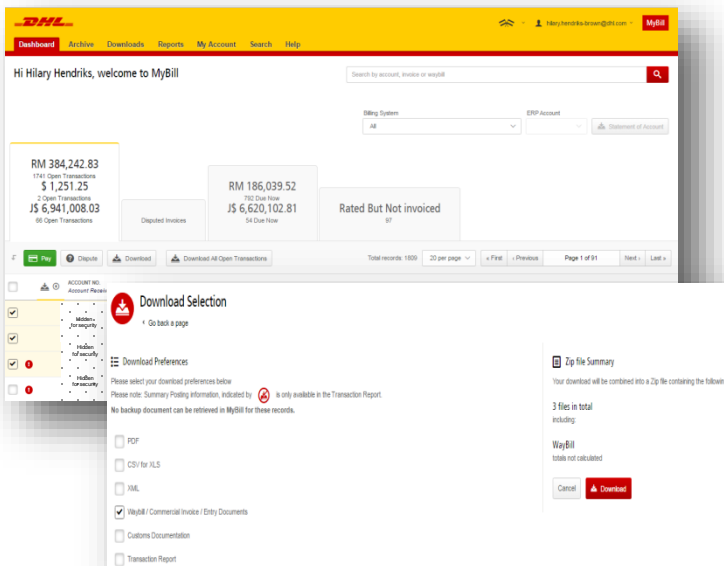 DHL
hilary.hendriks-brown@dhl.com
MyBill
Dashboard Archive Downloads Reports My Account Search Help
Hi Hilary Hendriks, welcome to MyBill
Search by account, invoice or waybill
Billing System
ERP Account
All
Statement of Account
RM 384,242.83
1741 Open Transactions
$ 1,251.25
2 Open Transactions
J$ 6,941,008.03
66 Open Transactions
Disputed Invoices
RM 186,039.52
792 Due Now
J$ 6,620,102.81
54 Due Now
Rated But Not invoiced
97
Pay Dispute Download Download All Open Transactions Total records: 1809 20 per page « First ‹ Previous Page 1 of 91 Next › Last »
ACCOUNT NO.
Account Receiv
Hidden
for security
Hidden
for security
Hidden
for security
Download Selection
‹ Go back a page
Download Preferences
Please select your download preferences below
Please note: Summary Posting information, indicated by is only available in the Transaction Report.
No backup document can be retrieved in MyBill for these records.
PDF
CSV for XLS
XML
Waybill / Commercial Invoice / Entry Documents
Customs Documentation
Transaction Report
Zip file Summary
Your download will be combined into a Zip file containing the followin
3 files in total
including:
WayBill
totals not calculated
Cancel Download